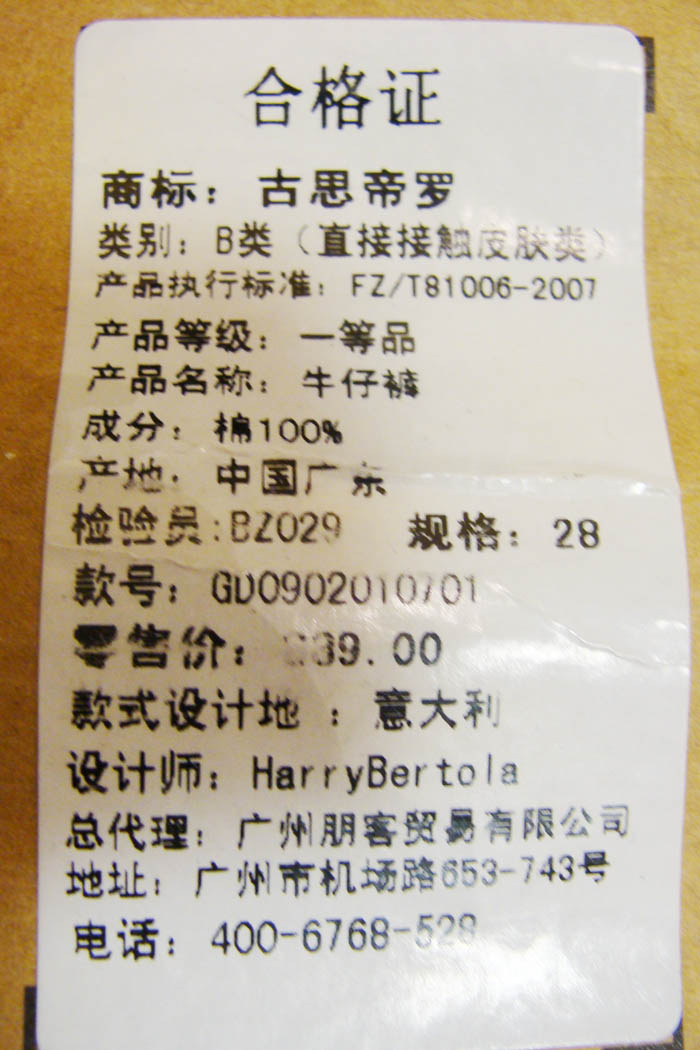 合格证
商标：古思帝罗
类别：B类（直接接触皮肤类）
产品执行标准：FZ/T81006-2007
产品等级：一等品
产品名称：牛仔裤
成分：棉100%
产地：中国广东
检验员:BZ029 规格：28
款号：GD0902010701
零售价：
款式设计地：意大利
设计师：HarryBertola
总代理：广州朋客贸易有限公司
地址：广州市机场路653-743号
电话：400-6768-528